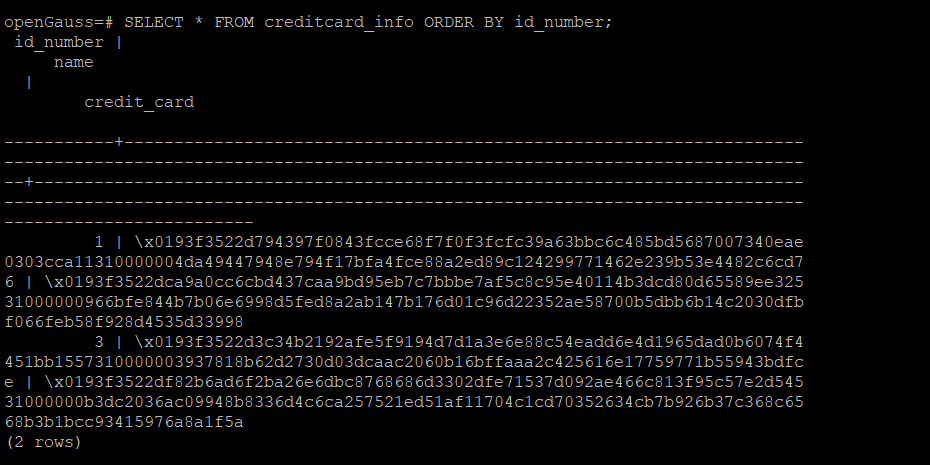 openGauss=# SELECT * FROM creditcard_info ORDER BY id_number;
 id_number |
     name
  |
        credit_card
-----------+--------------------------------------------------------------------
--------------------------------------------------------------------------------
--+-----------------------------------------------------------------------------
--------------------------------------------------------------------------------
-------------------------
         1 | \x0193f3522d794397f0843fcce68f7f0f3fcfc39a63bbc6c485bd5687007340eae
0303cca11310000004da49447948e794f17bfa4fce88a2ed89c124299771462e239b53e4482c6cd7
6 | \x0193f3522dca9a0cc6cbd437caa9bd95eb7c7bbbe7af5c8c95e40114b3dcd80d65589ee325
31000000966bfe844b7b06e6998d5fed8a2ab147b176d01c96d22352ae58700b5dbb6b14c2030dfb
f066feb58f928d4535d33998
         3 | \x0193f3522d3c34b2192afe5f9194d7d1a3e6e88c54eadd6e4d1965dad0b6074f4
451bb1557310000003937818b62d2730d03dcaac2060b16bffaaa2c425616e17759771b55943bdfc
e | \x0193f3522df82b6ad6f2ba26e6dbc8768686d3302dfe71537d092ae466c813f95c57e2d545
31000000b3dc2036ac09948b8336d4c6ca257521ed51af11704c1cd70352634cb7b926b37c368c65
68b3b1bcc93415976a8a1f5a
(2 rows)